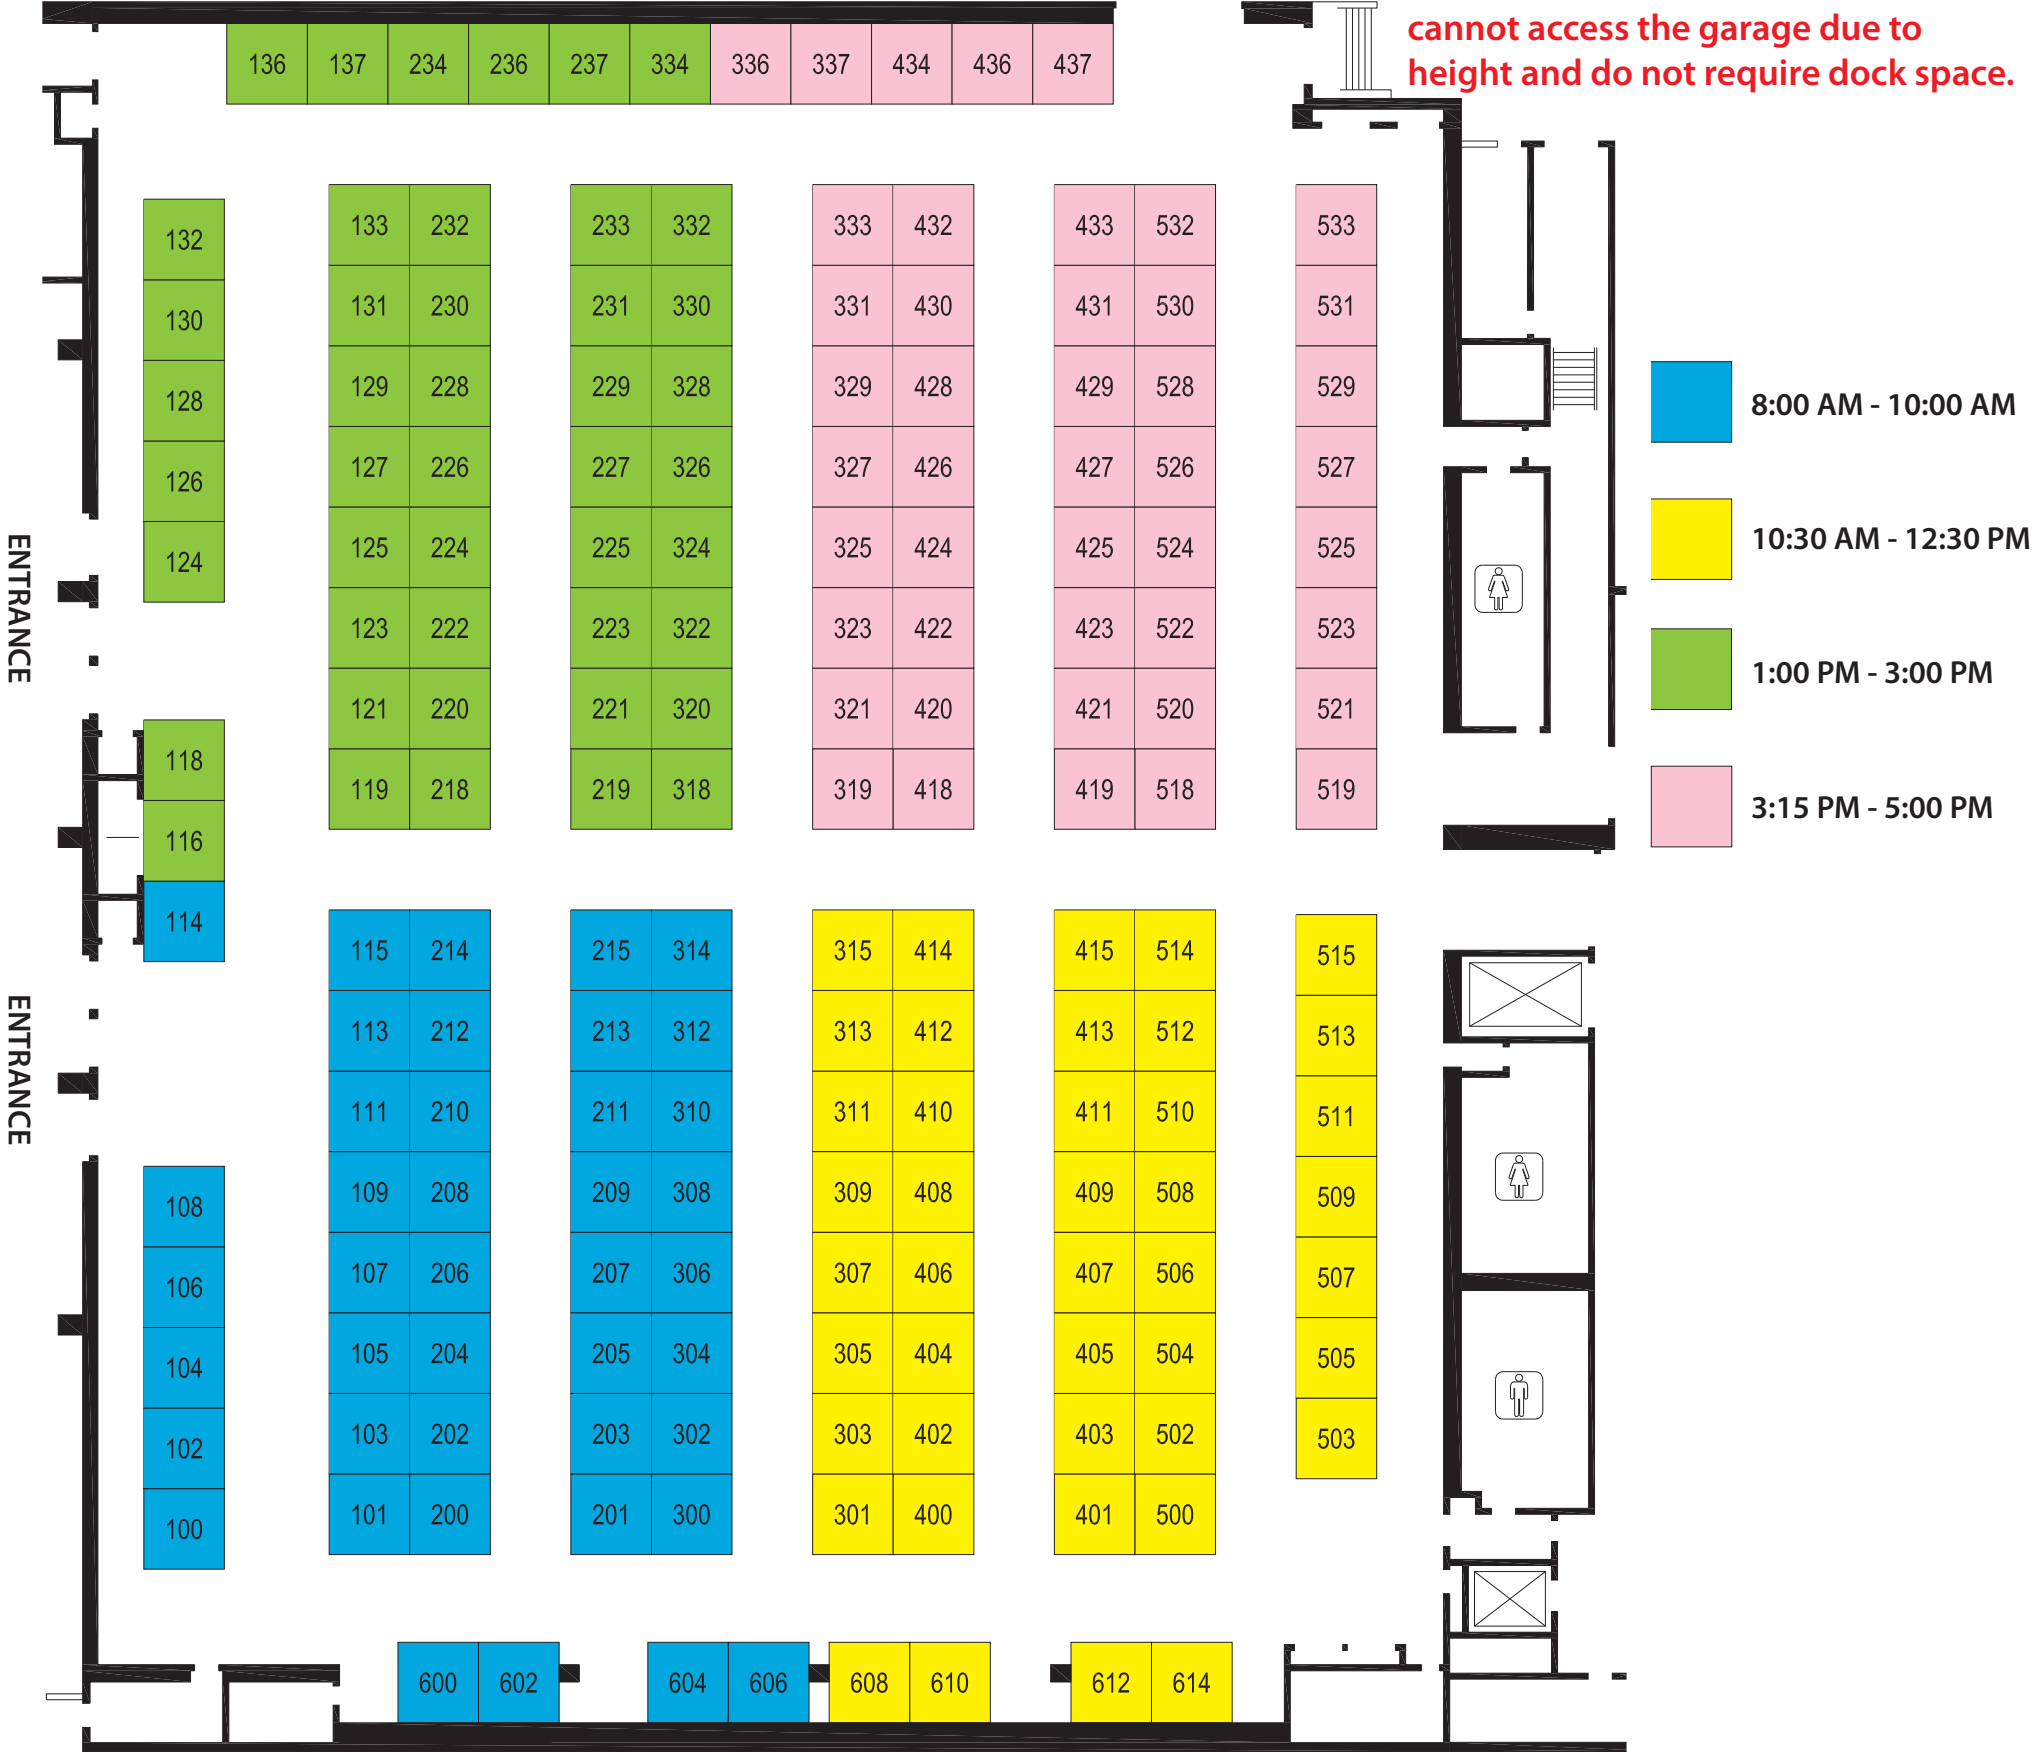 cannot access the garage due to
height and do not require dock space.
136 137 234 236 237 334 336 337 434 436 437
133 232 233 332 333 432 433 532 533
132
131 230 231 330 331 430 431 530 531
130
129 228 229 328 329 428 429 528 529
128
8:00 AM - 10:00 AM
127 226 227 326 327 426 427 526 527
126
10:30 AM - 12:30 PM
125 224 225 324 325 424 425 524 525
124
ENTRANCE
123 222 223 322 323 422 423 522 523
1:00 PM - 3:00 PM
121 220 221 320 321 420 421 520 521
118
119 218 219 318 319 418 419 518 519
3:15 PM - 5:00 PM
116
114
115 214 215 314 315 414 415 514 515
113 212 213 312 313 412 413 512 513
ENTRANCE
111 210 211 310 311 410 411 510 511
109 208 209 308 309 408 409 508 509
108
107 206 207 306 307 406 407 506 507
106
105 204 205 304 305 404 405 504 505
104
103 202 203 302 303 402 403 502 503
102
101 200 201 300 301 400 401 500
100
600 602 604 606 608 610 612 614